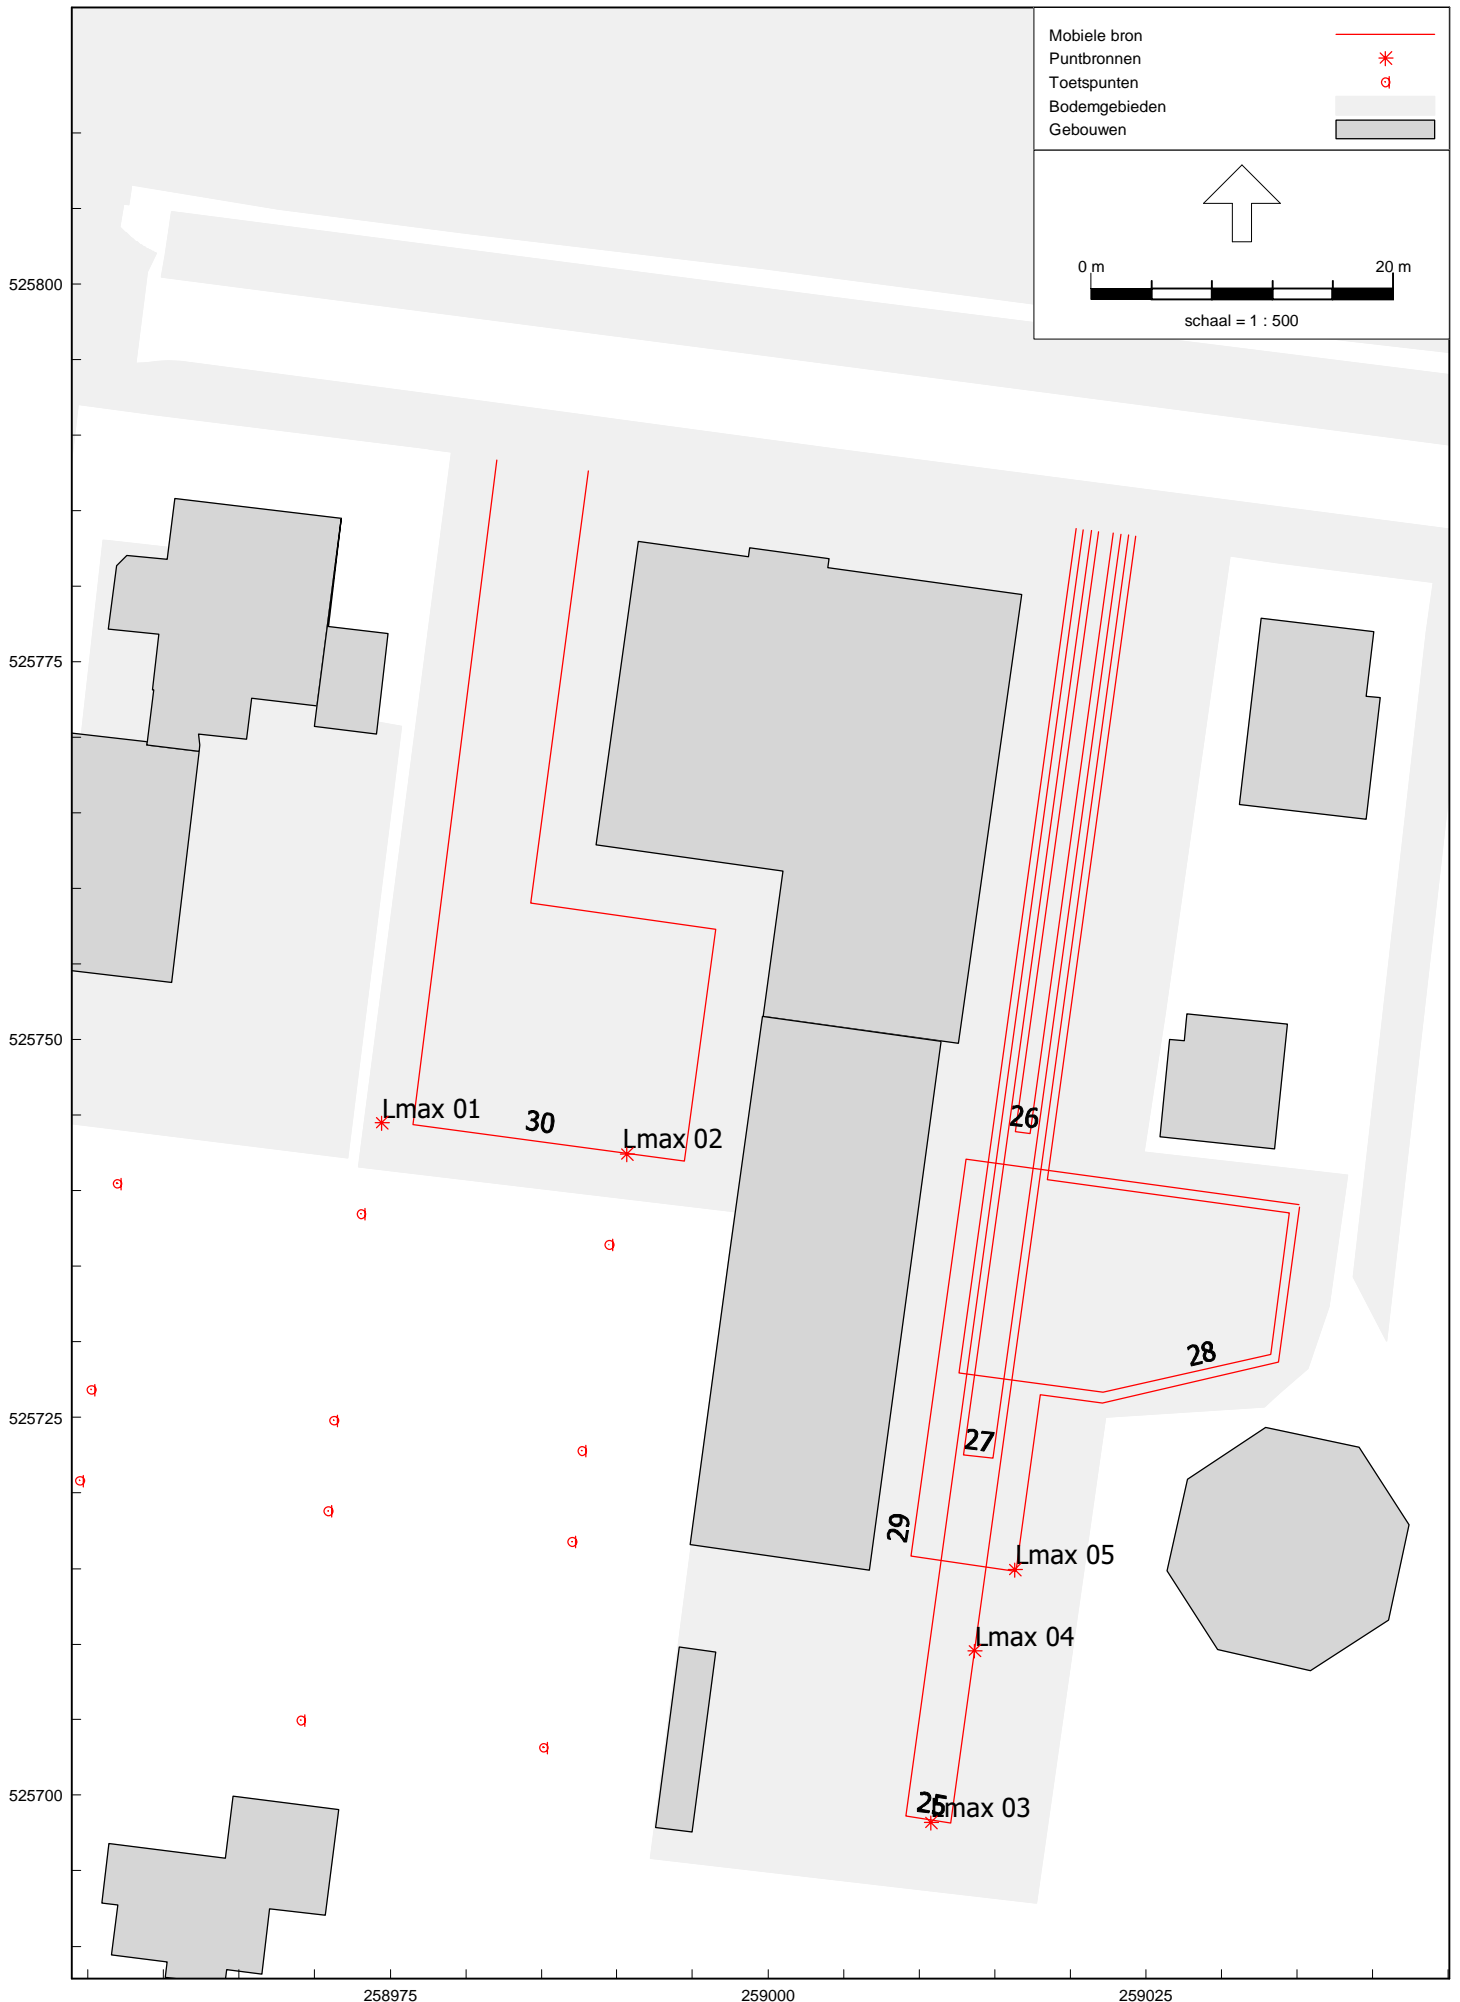 Mobiele bron
Puntbronnen
Toetspunten
Bodemgebieden
Gebouwen
0 m 20 m
schaal = 1 : 500
525800
525775
525750
525725
525700
258975 259000 259025
Lmax 01
30
Lmax 02
26
28
27
29
Lmax 05
Lmax 04
25
Lmax 03